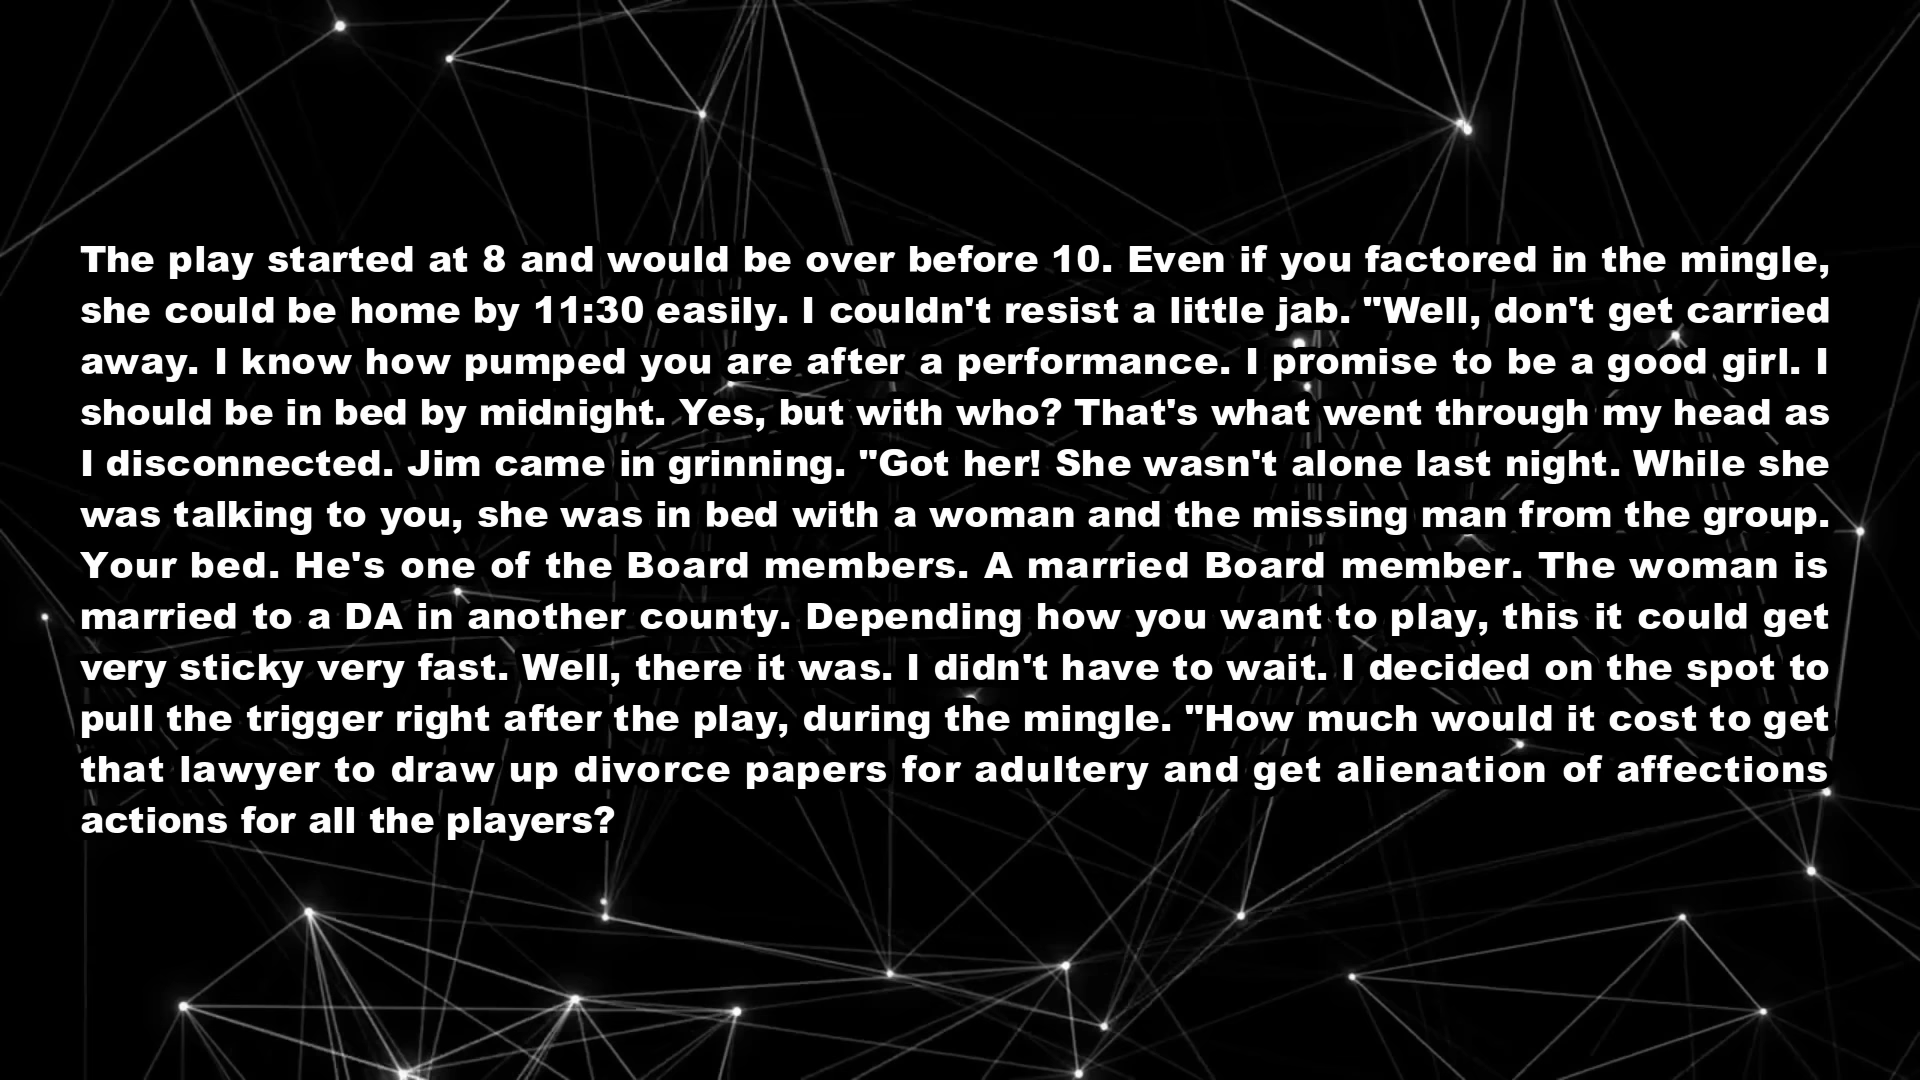 The play started at 8 and would be over before 10. Even if you factored in the mingle,
she could be home by 11:30 easily. I couldn't resist a little jab. "Well, don't get carried
away. I know how pumped you are after a performance. I promise to be a good girl. I
should be in bed by midnight. Yes, but with who? That's what went through my head as
I disconnected. Jim came in grinning. "Got her! She wasn't alone last night. While she
was talking to you, she was in bed with a woman and the missing man from the group.
Your bed. He's one of the Board members. A married Board member. The woman is
married to a DA in another county. Depending how you want to play, this it could get
very sticky very fast. Well, there it was. I didn't have to wait. I decided on the spot to
pull the trigger right after the play, during the mingle. "How much would it cost to get
that lawyer to draw up divorce papers for adultery and get alienation of affections
actions for all the players?